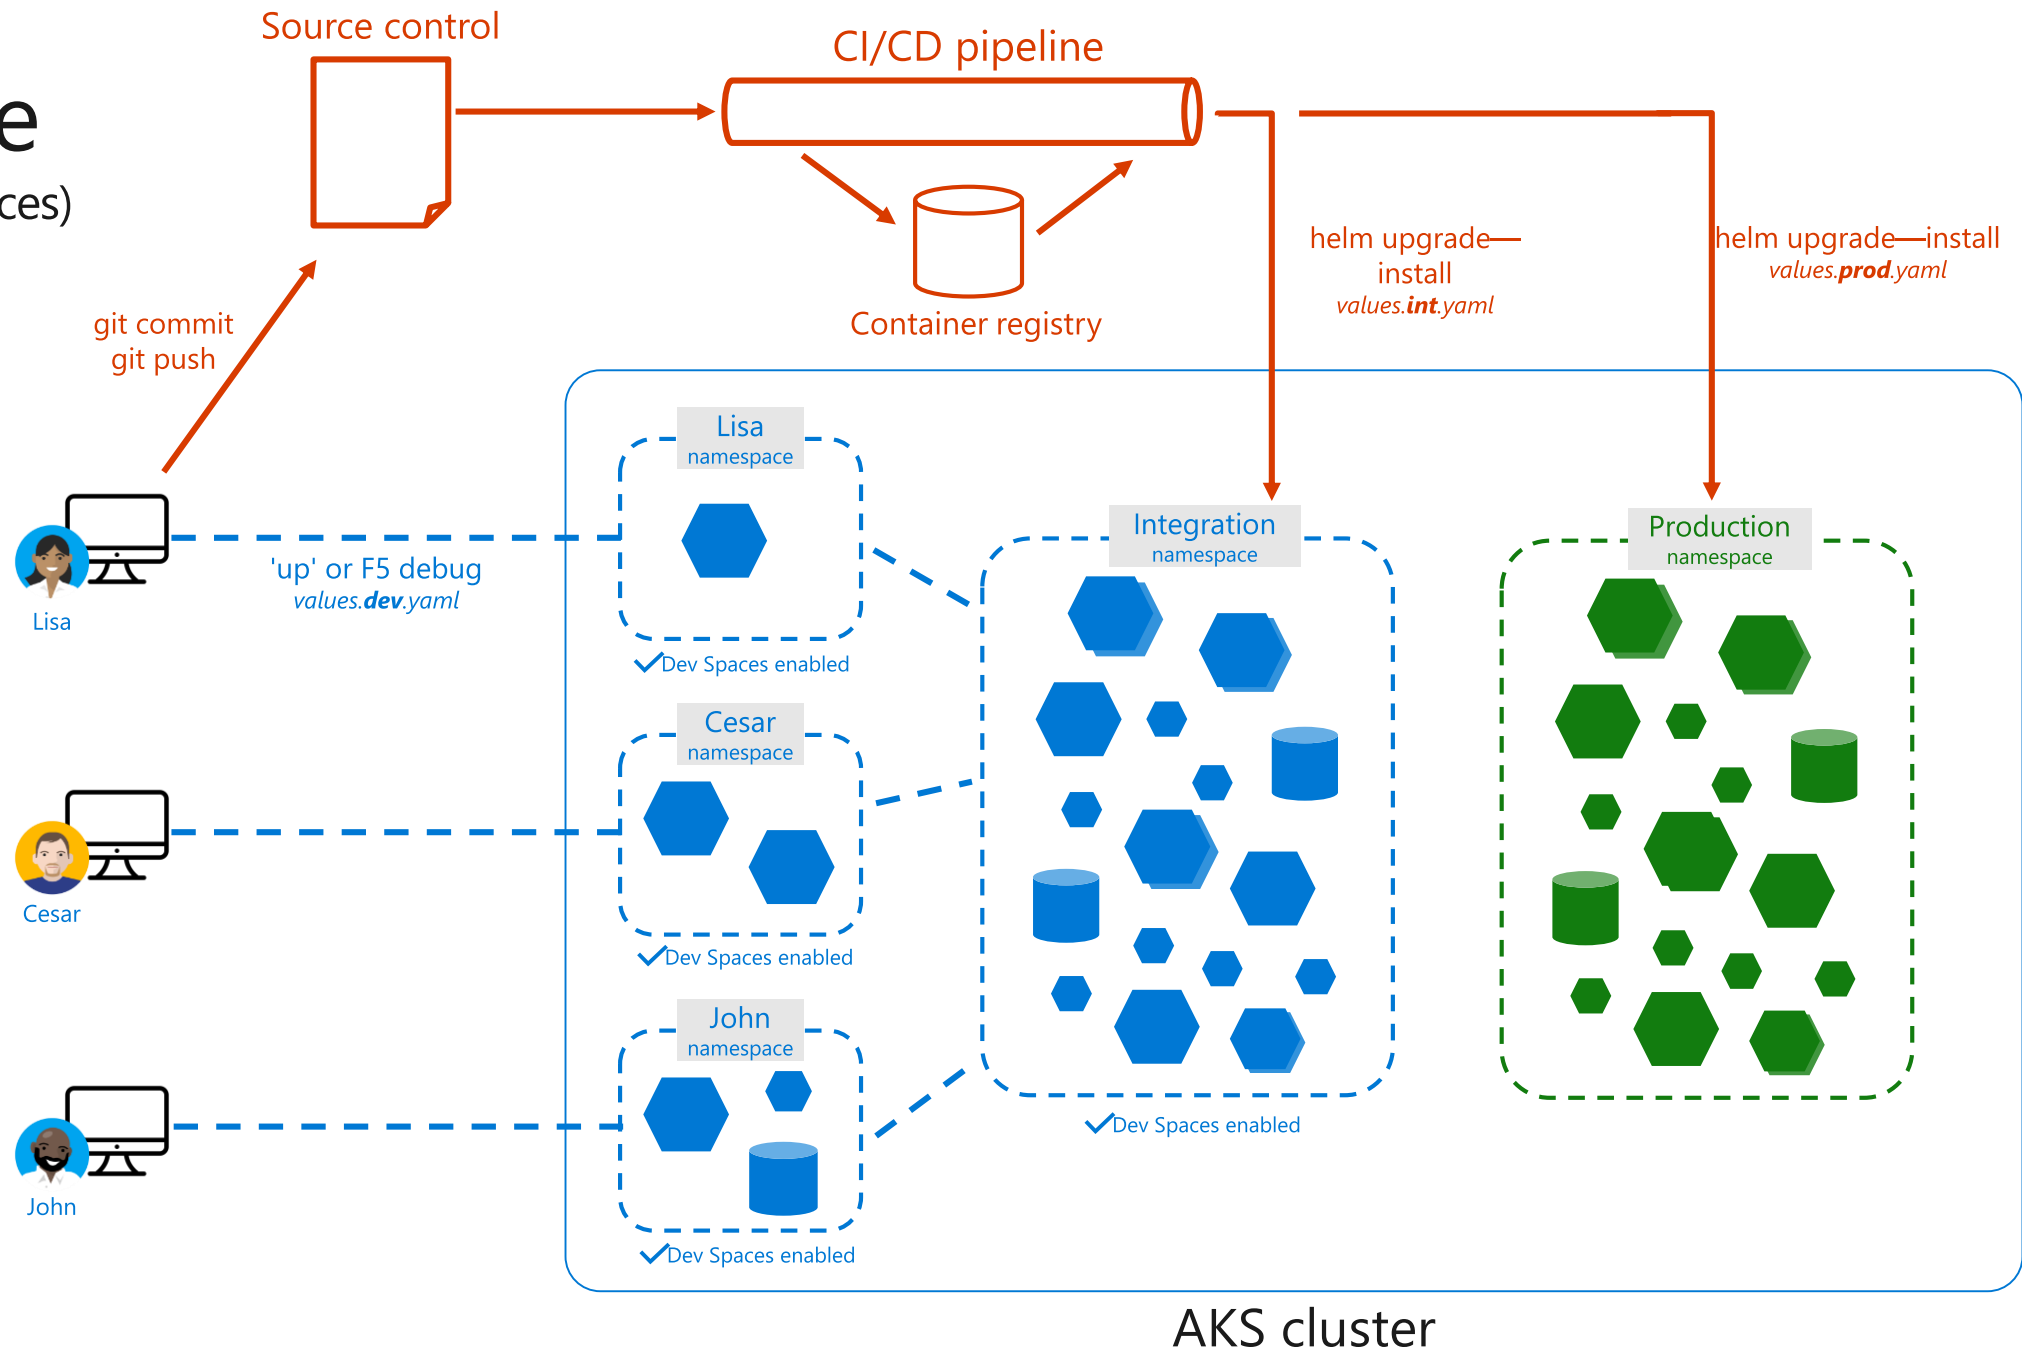 Source control
CI/CD pipeline
e
ces)
helm upgrade—
install
values.int.yaml
helm upgrade—install
values.prod.yaml
git commit
git push
Container registry
Lisa
namespace
'up' or F5 debug
values.dev.yaml
Lisa
Dev Spaces enabled
Integration
namespace
Production
namespace
Cesar
namespace
Cesar
Dev Spaces enabled
John
namespace
John
Dev Spaces enabled
Dev Spaces enabled
AKS cluster